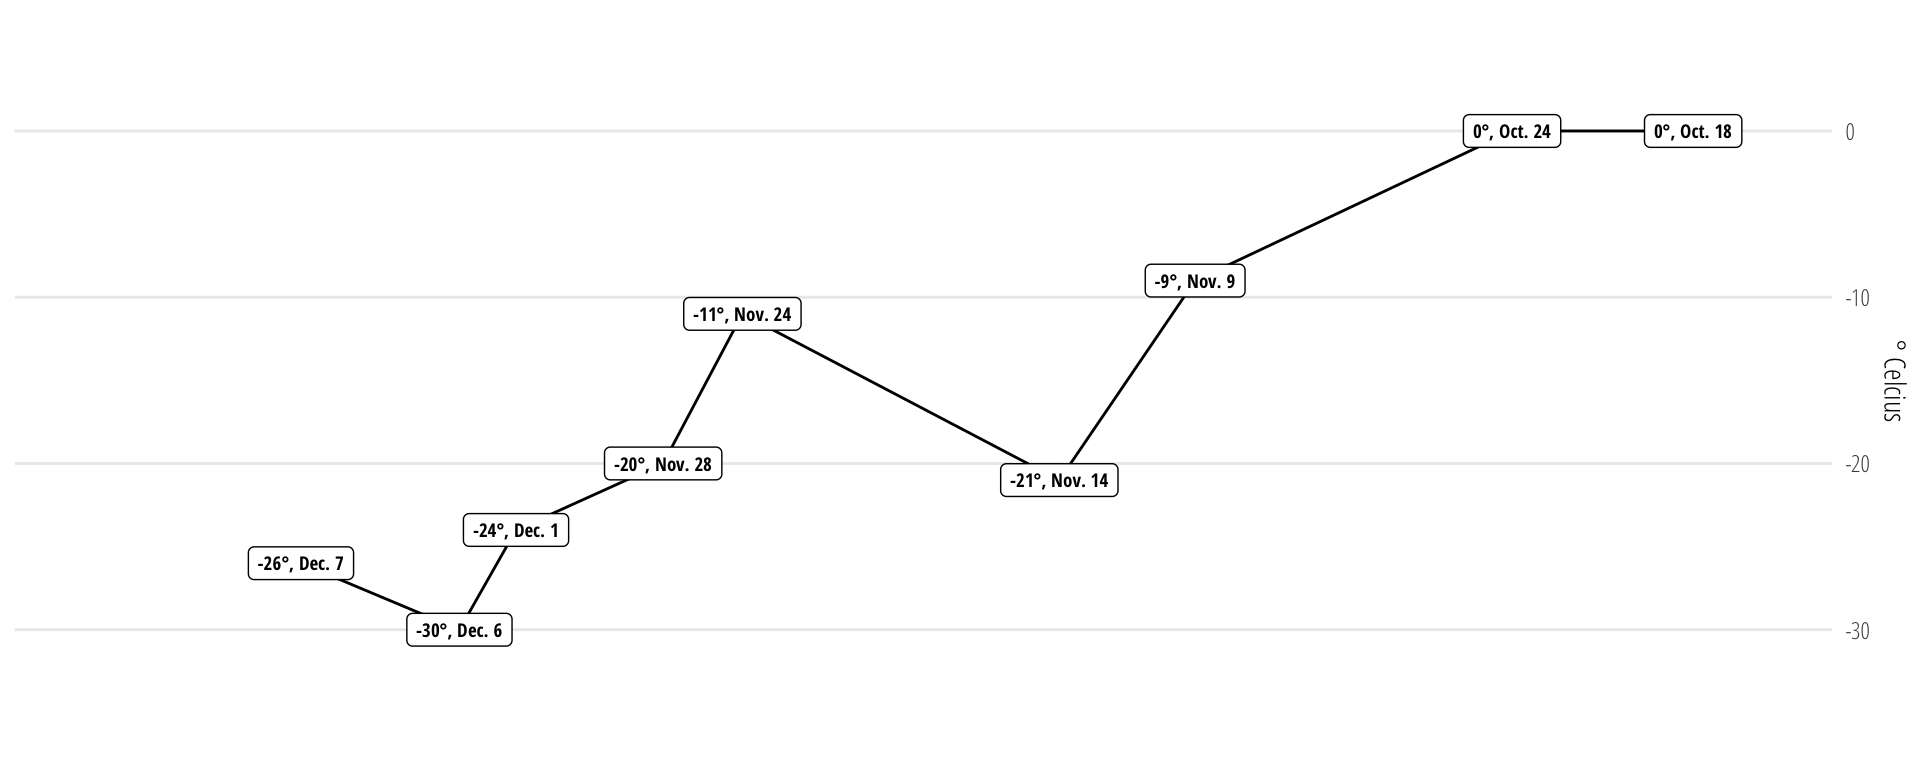 0°, Oct. 24
0°, Oct. 18
0
-9°, Nov. 9
-10
-11°, Nov. 24
° Celcius
-20°, Nov. 28
-20
-21°, Nov. 14
-24°, Dec. 1
-26°, Dec. 7
-30°, Dec. 6
-30